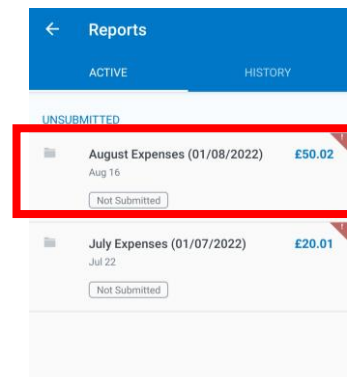 Reports
ACTIVE HISTORY
UNSUBMITTED
August Expenses (01/08/2022) £50.02
Aug 16
Not Submitted
July Expenses (01/07/2022) £20.01
Jul 22
Not Submitted